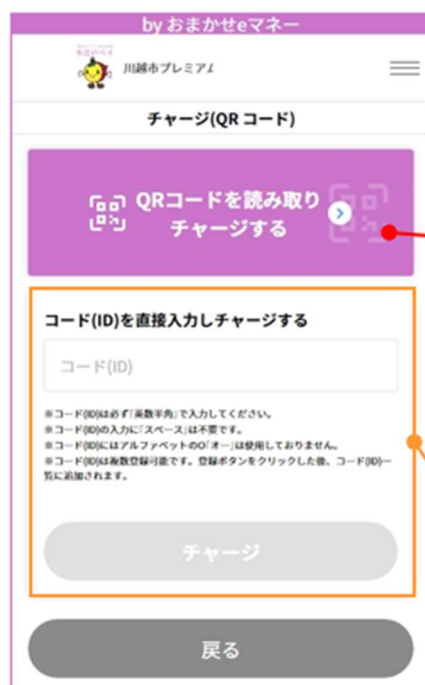 by おまかせeマネー
川越市プレミアム
チャージ(QRコード)
QRコードを読み取り
チャージする
コード(ID)を直接入力しチャージする
コード(ID)
※コード(ID)は必ず「英数半角」で入力してください。
※コード(ID)の入力に「スペース」は不要です。
※コード(ID)にはアルファベットのO「オー」は使用しておりません。
※コード(ID)は複数登録可能です。登録ボタンをクリックした後、コード(ID)一
覧に追加されます。
チャージ
戻る